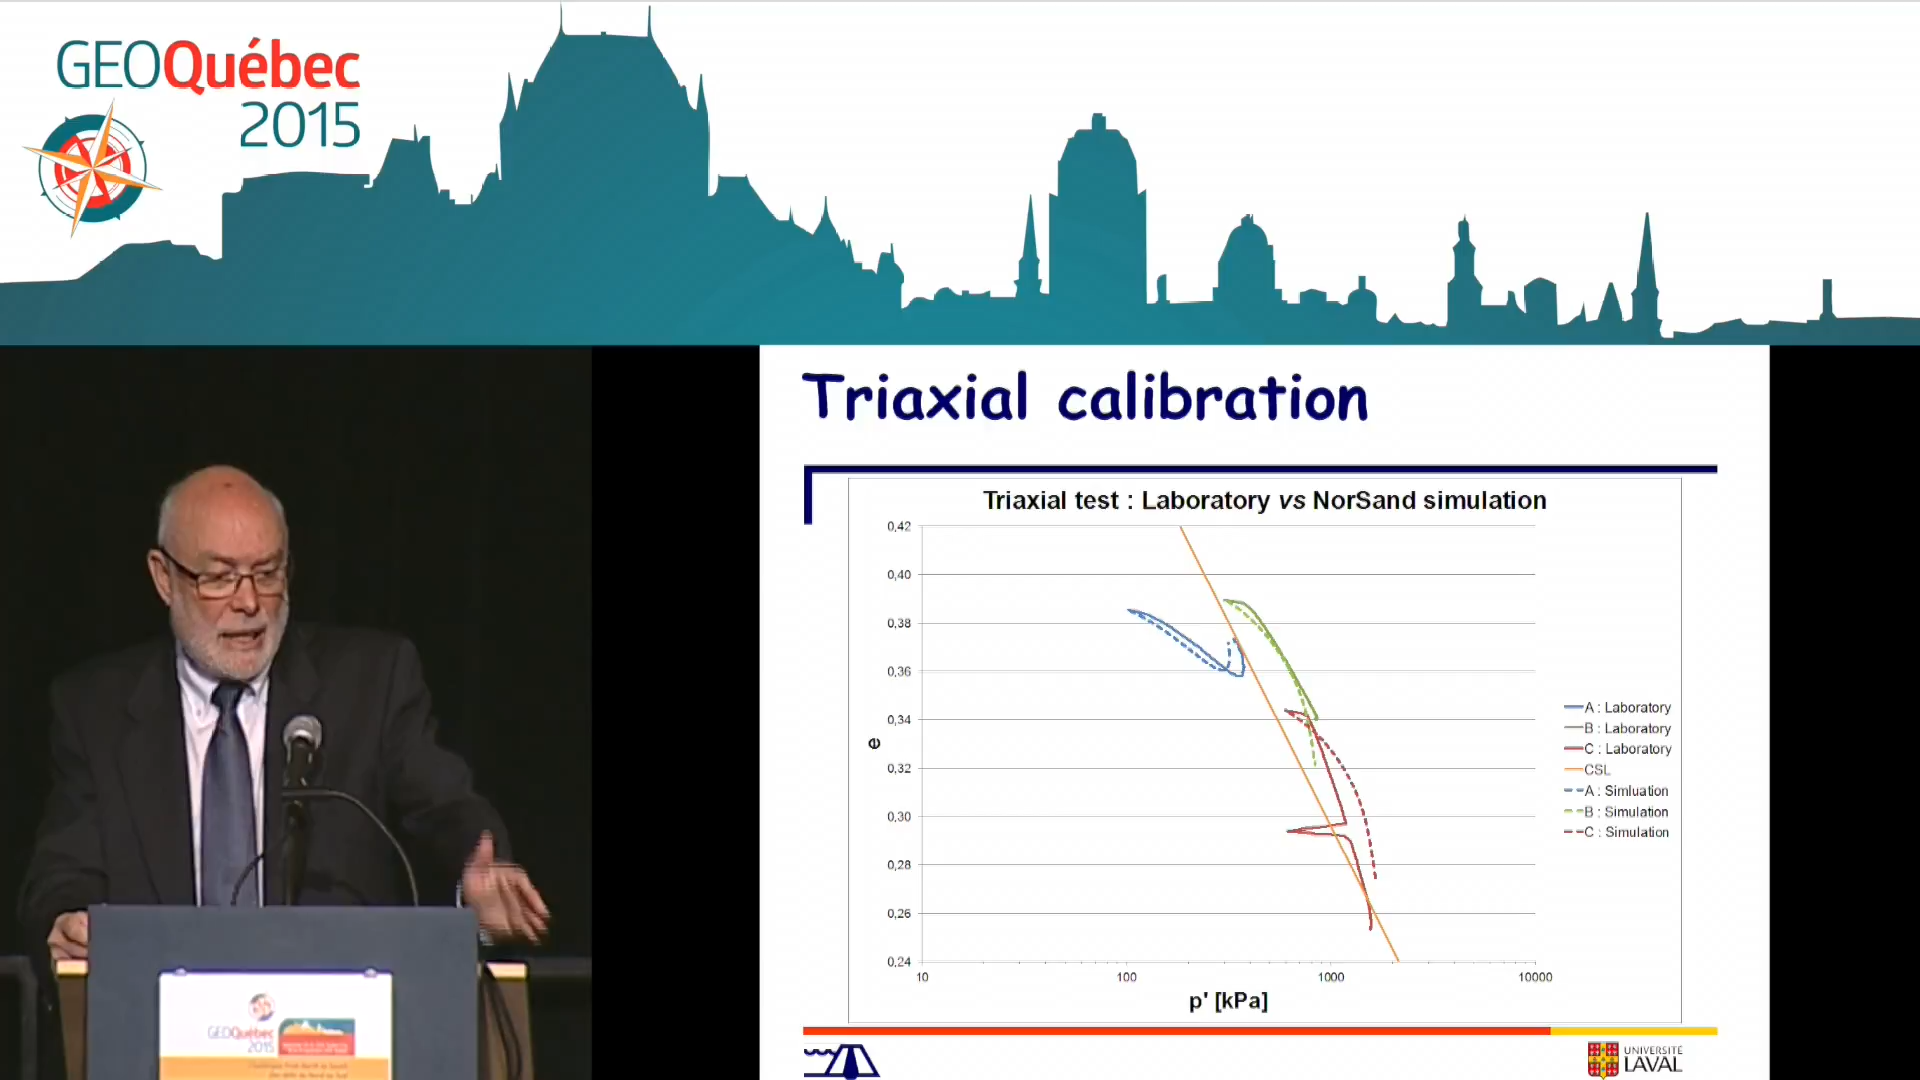 GEOQuébec
2015
Triaxial calibration
Triaxial test : Laboratory vs NorSand simulation
0,42
0,40
0,38
0,36
0,34
0,32
0,30
0,28
0,26
0,24
e
10
100
1000
10000
p' [kPa]
A : Laboratory
B : Laboratory
C : Laboratory
CSL
A : Simluation
B : Simulation
C : Simulation
UNIVERSITÉ
LAVAL
GEOQuébec
2015